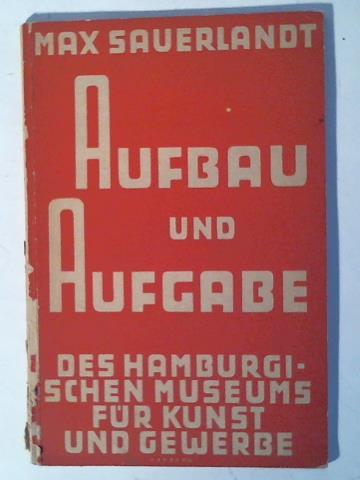 MAX SAUERLANDT
AUFBAU
UND
AUFGABE
DES HAMBURGI-
SCHEN MUSEUMS
FÜR KUNST
UND GEWERBE